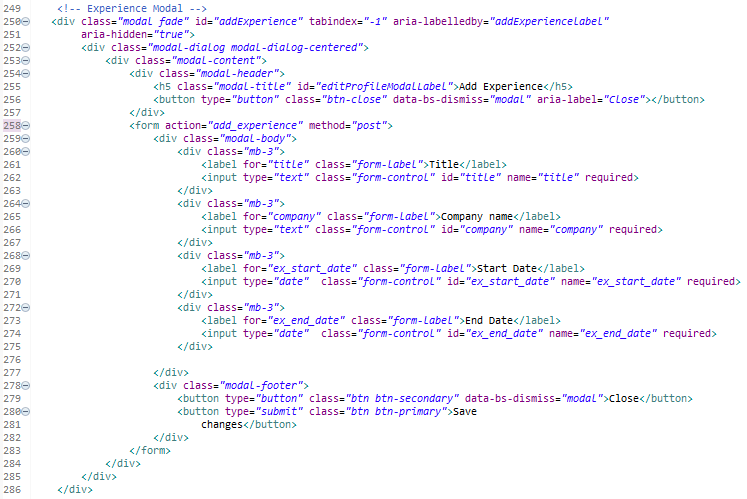 249 <!-- Experience Modal -->
250 <div class="modal fade" id="addExperience" tabindex="-1" aria-labelledby="addExperiencelabel"
251 aria-hidden="true">
252 <div class="modal-dialog modal-dialog-centered">
253 <div class="modal-content">
254 <div class="modal-header">
255 <h5 class="modal-title" id="editProfileModalLabel">Add Experience</h5>
256 <button type="button" class="btn-close" data-bs-dismiss="modal" aria-label="Close"></button>
257 </div>
258 <form action="add_experience" method="post">
259 <div class="modal-body">
260 <div class="mb-3">
261 <label for="title" class="form-label">Title</label>
262 <input type="text" class="form-control" id="title" name="title" required>
263 </div>
264 <div class="mb-3">
265 <label for="company" class="form-label">Company name</label>
266 <input type="text" class="form-control" id="company" name="company" required>
267 </div>
268 <div class="mb-3">
269 <label for="ex_start_date" class="form-label">Start Date</label>
270 <input type="date"  class="form-control" id="ex_start_date" name="ex_start_date" required>
271 </div>
272 <div class="mb-3">
273 <label for="ex_end_date" class="form-label">End Date</label>
274 <input type="date"  class="form-control" id="ex_end_date" name="ex_end_date" required>
275 </div>
276
277 </div>
278 <div class="modal-footer">
279 <button type="button" class="btn btn-secondary" data-bs-dismiss="modal">Close</button>
280 <button type="submit" class="btn btn-primary">Save
281 changes</button>
282 </div>
283 </form>
284 </div>
285 </div>
286 </div>